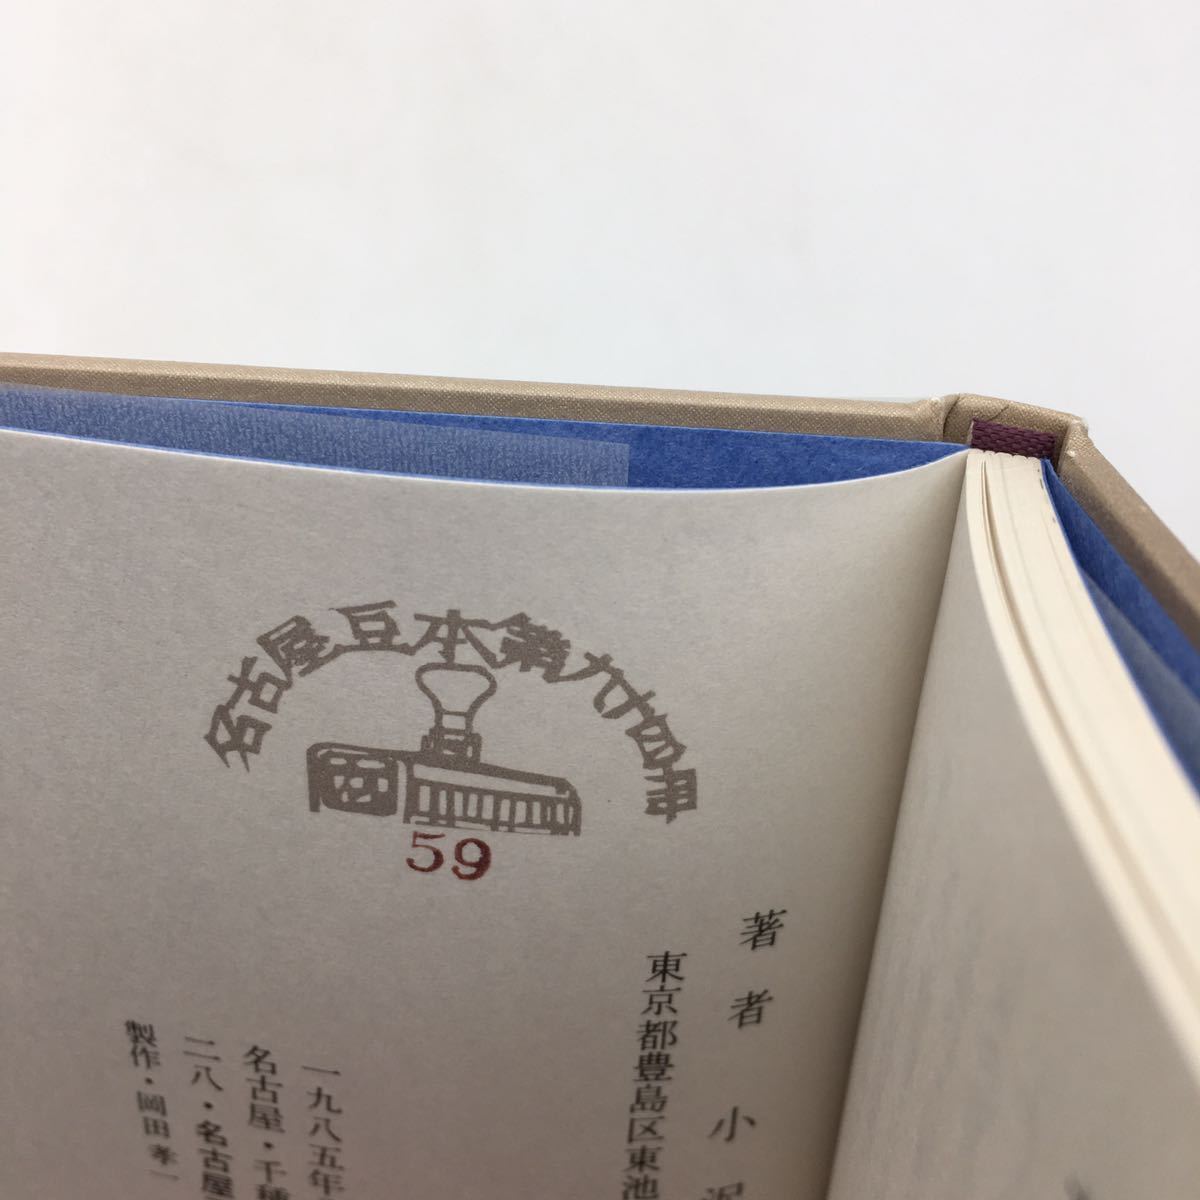 名古屋豆本第九十四冊
59
著者 小沢
東京都豊島区東池
一九八五年
名古屋・千種
二八・名古屋
製作・岡田孝一